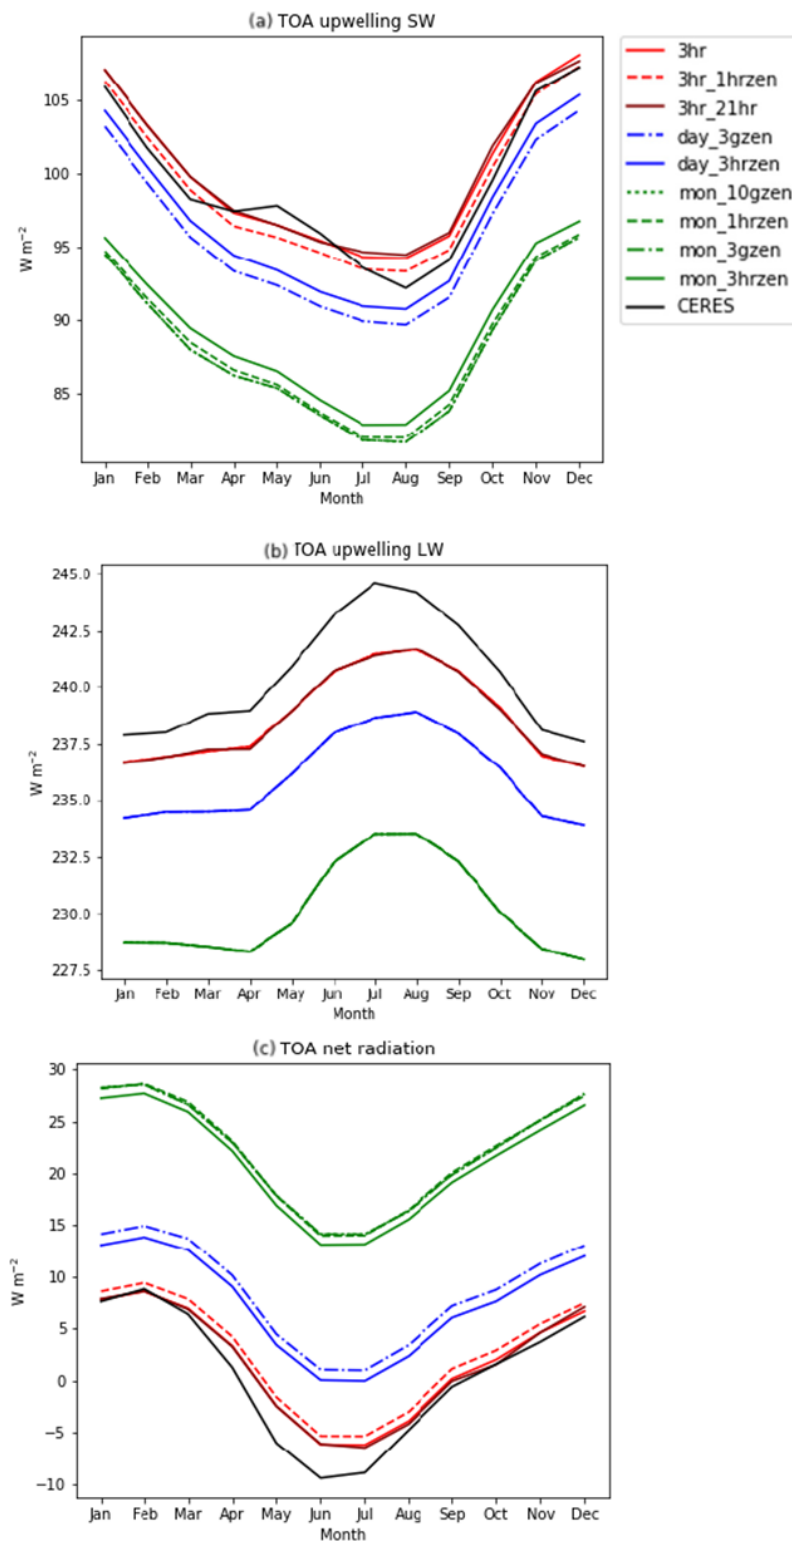 (a) TOA upwelling SW
105
100
95
90
85
W m⁻²
Jan Feb Mar Apr May Jun Jul Aug Sep Oct Nov Dec
Month
3hr
3hr_1hrzen
3hr_21hr
day_3gzen
day_3hrzen
mon_10gzen
mon_1hrzen
mon_3gzen
mon_3hrzen
CERES
(b) TOA upwelling LW
245.0
242.5
240.0
237.5
235.0
232.5
230.0
227.5
W m⁻²
Jan Feb Mar Apr May Jun Jul Aug Sep Oct Nov Dec
Month
(c) TOA net radiation
30
25
20
15
10
5
0
−5
−10
W m⁻²
Jan Feb Mar Apr May Jun Jul Aug Sep Oct Nov Dec
Month